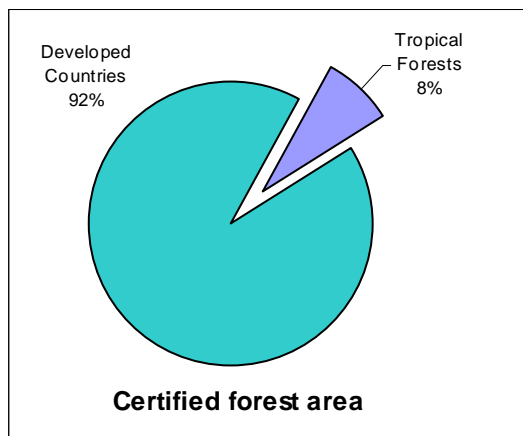 Developed
Countries
92%
Tropical
Forests
8%
Certified forest area